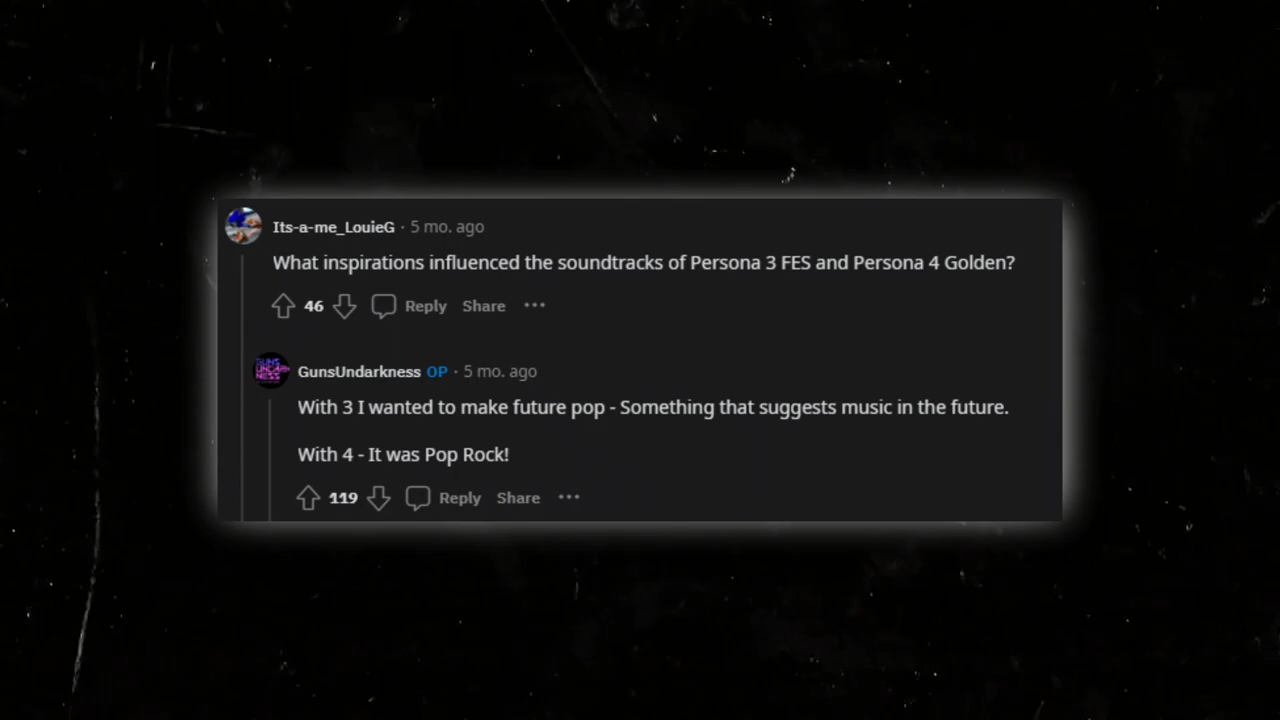 Its-a-me_LouieG · 5 mo. ago
What inspirations influenced the soundtracks of Persona 3 FES and Persona 4 Golden?
46 Reply Share ···
GUNS UNDARKNESS
GunsUndarkness OP · 5 mo. ago
With 3 I wanted to make future pop - Something that suggests music in the future.
With 4 - It was Pop Rock!
119 Reply Share ···